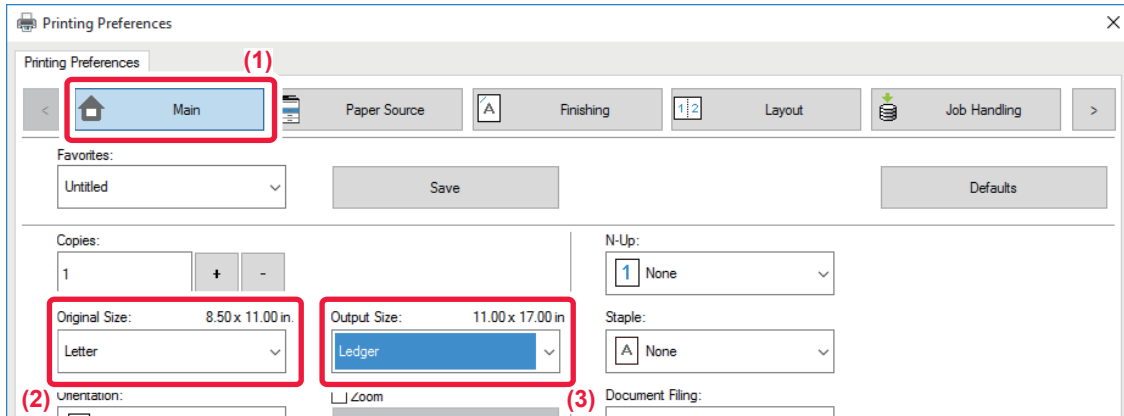 Printing Preferences
Printing Preferences
(1)
< Main Paper Source Finishing Layout Job Handling >
Favorites:
Untitled Save Defaults
Copies: N-Up:
1 + - 1 None
Original Size: 8.50 x 11.00 in. Output Size: 11.00 x 17.00 in Staple:
Letter Ledger A None
(2) Orientation: Zoom (3) Document Filing: